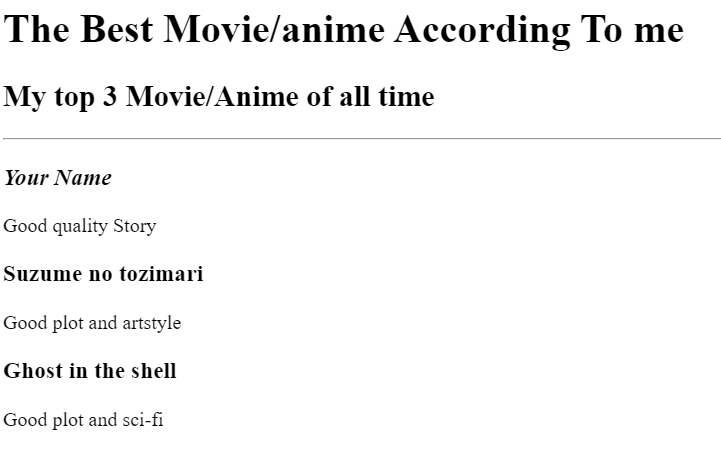 The Best Movie/anime According To me
My top 3 Movie/Anime of all time
Your Name
Good quality Story
Suzume no tozimari
Good plot and artstyle
Ghost in the shell
Good plot and sci-fi